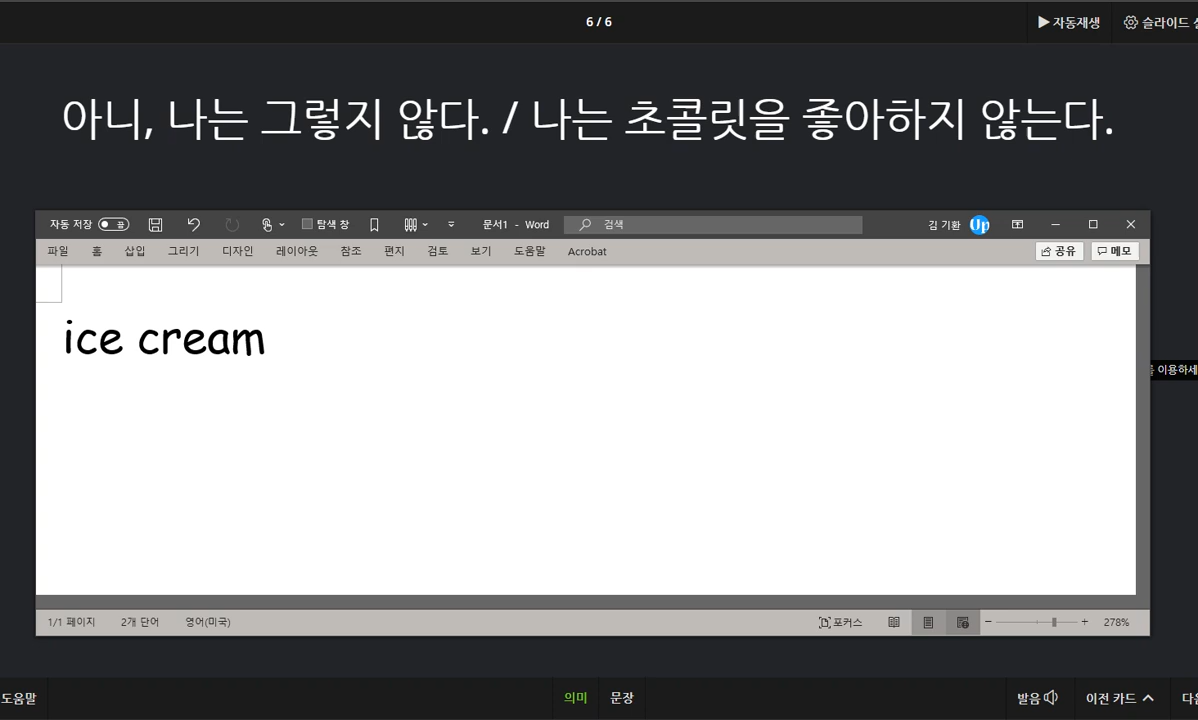 6 / 6
자동재생
슬라이드
아니, 나는 그렇지 않다. / 나는 초콜릿을 좋아하지 않는다.
자동 저장 끔 탐색 창 문서1 - Word 검색 김 기환 Up
파일 홈 삽입 그리기 디자인 레이아웃 참조 편지 검토 보기 도움말 Acrobat 공유 메모
ice cream
이용하세
1/1 페이지 2개 단어 영어(미국) 포커스 278%
도움말 의미 문장 발음 이전 카드